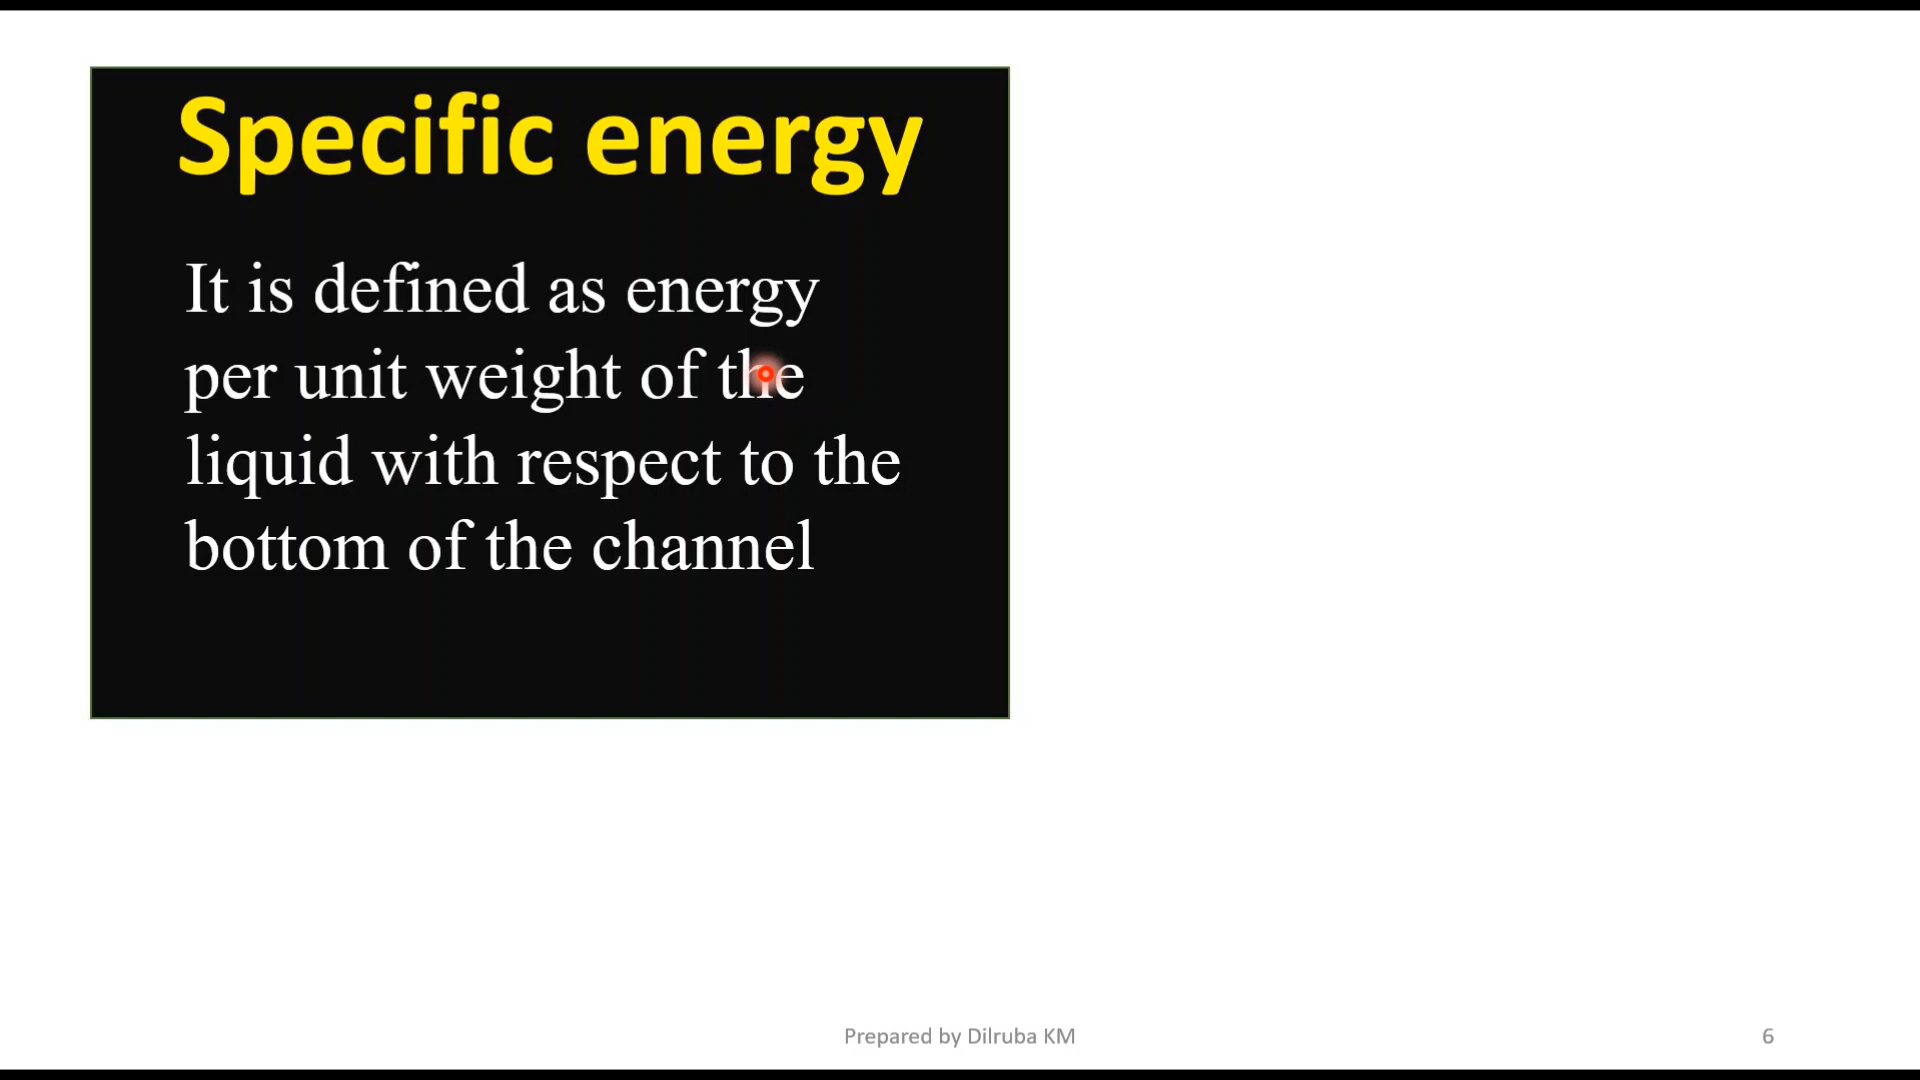 Specific energy
It is defined as energy
per unit weight of the
liquid with respect to the
bottom of the channel
Prepared by Dilruba KM
6